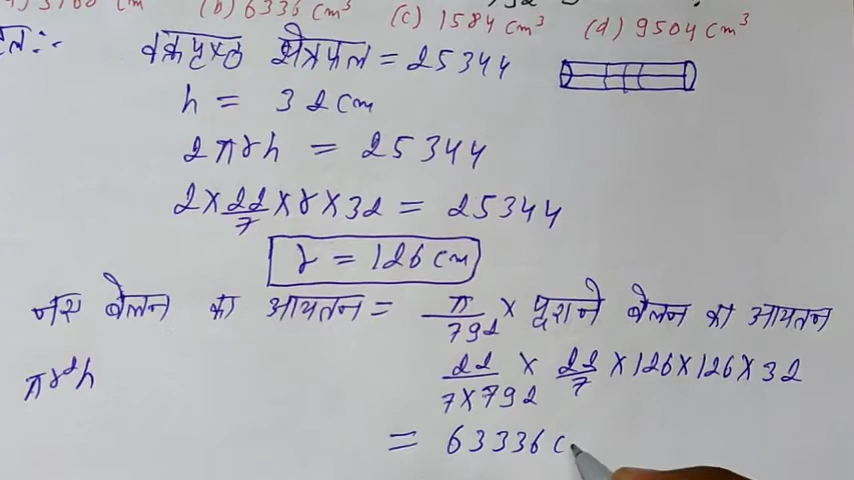 (b) 6336 cm³ (c) 1584 cm³ (d) 9504 cm³
वक्रपृष्ठ क्षेत्रफल = 25344
h = 32 cm
2πrh = 25344
2 × 22/7 × r × 32 = 25344
r = 126 cm
नए बेलन का आयतन = π/792 × पूराने बेलन का आयतन
πr²h
22/7×792 × 22/7 × 126 × 126 × 32
= 63336 c